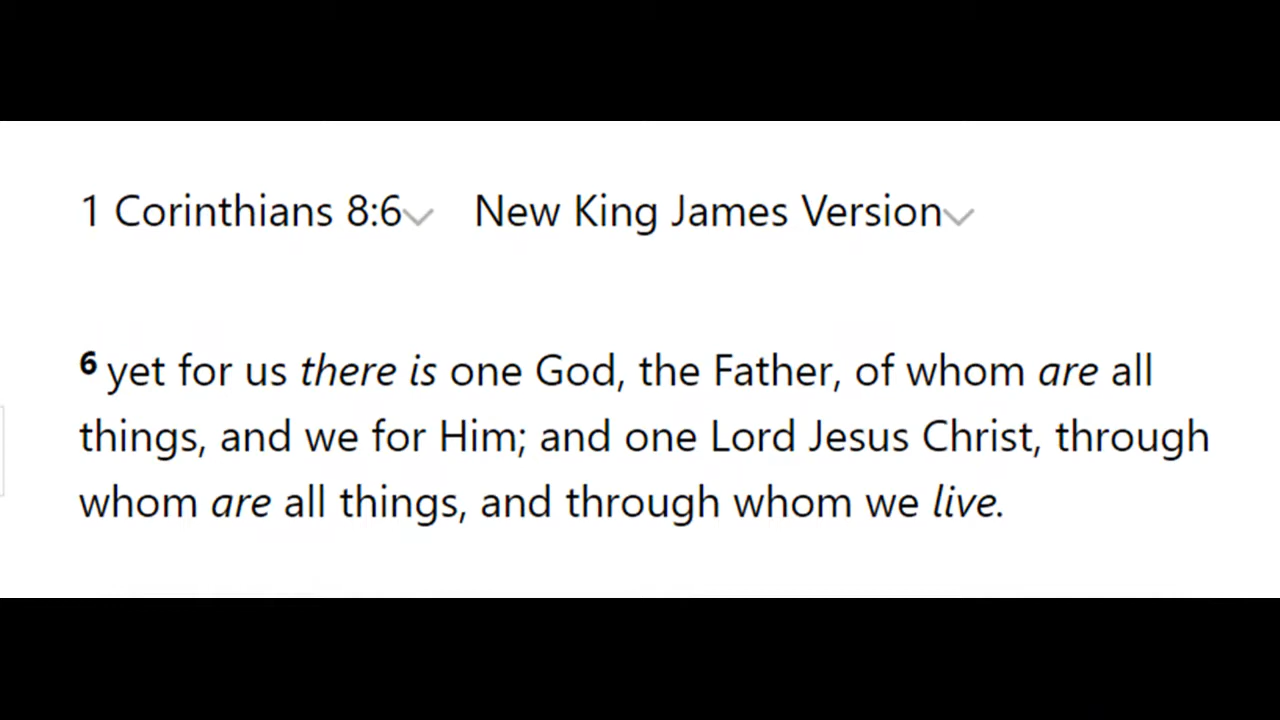 1 Corinthians 8:6 New King James Version
6 yet for us there is one God, the Father, of whom are all
things, and we for Him; and one Lord Jesus Christ, through
whom are all things, and through whom we live.